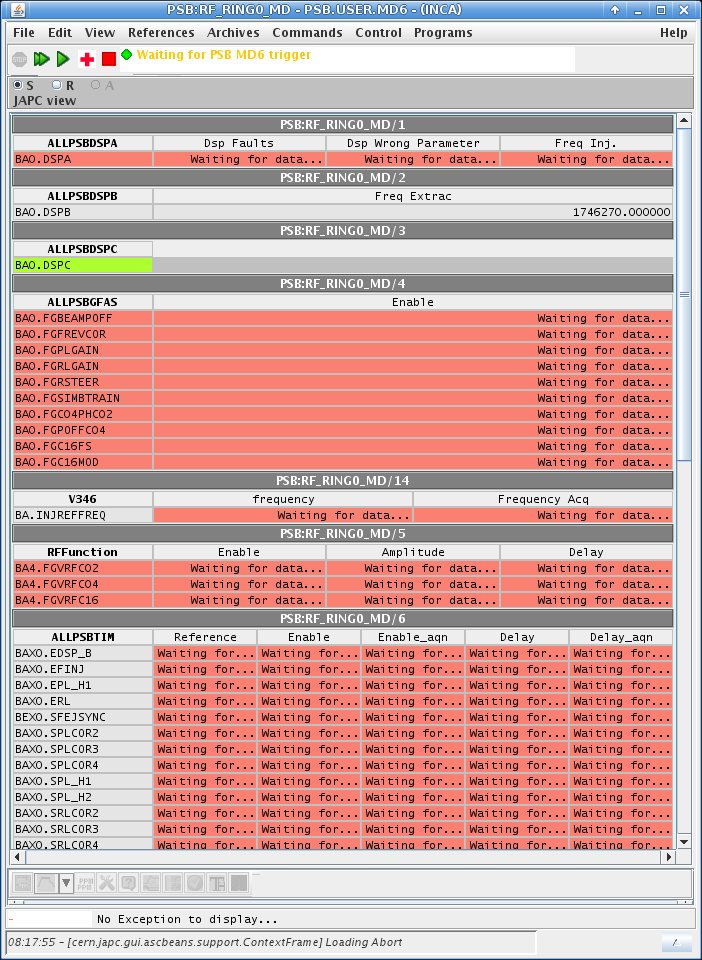 PSB:RF_RING0_MD - PSB.USER.MD6 - (INCA)
File Edit View References Archives Commands Control Programs Help
STOP Waiting for PSB MD6 trigger
S R A
JAPC view
PSB:RF_RING0_MD/1
ALLPSBDSPA Dsp Faults Dsp Wrong Parameter Freq Inj.
BA0.DSPA Waiting for data... Waiting for data... Waiting for data...
PSB:RF_RING0_MD/2
ALLPSBDSPB Freq Extrac
BA0.DSPB 1746270.000000
PSB:RF_RING0_MD/3
ALLPSBDSPC
BA0.DSPC
PSB:RF_RING0_MD/4
ALLPSBGFAS Enable
BA0.FGBEAMPOFF Waiting for data...
BA0.FGFREVCOR Waiting for data...
BA0.FGPLGAIN Waiting for data...
BA0.FGRLGAIN Waiting for data...
BA0.FGRSTEER Waiting for data...
BA0.FGSIMBTRAIN Waiting for data...
BA0.FGC04PHC02 Waiting for data...
BA0.FGPOFFC04 Waiting for data...
BA0.FGC16FS Waiting for data...
BA0.FGC16MOD Waiting for data...
PSB:RF_RING0_MD/14
V346 frequency Frequency Acq
BA.INJREFFREQ Waiting for data... Waiting for data...
PSB:RF_RING0_MD/5
RFFunction Enable Amplitude Delay
BA4.FGVRFC02 Waiting for data... Waiting for data... Waiting for data...
BA4.FGVRFC04 Waiting for data... Waiting for data... Waiting for data...
BA4.FGVRFC16 Waiting for data... Waiting for data... Waiting for data...
PSB:RF_RING0_MD/6
ALLPSBTIM Reference Enable Enable_aqn Delay Delay_aqn
BAX0.EDSP_B Waiting for... Waiting for... Waiting for... Waiting for... Waiting for...
BAX0.EFINJ Waiting for... Waiting for... Waiting for... Waiting for... Waiting for...
BAX0.EPL_H1 Waiting for... Waiting for... Waiting for... Waiting for... Waiting for...
BAX0.ERL Waiting for... Waiting for... Waiting for... Waiting for... Waiting for...
BEX0.SFEJSYNC Waiting for... Waiting for... Waiting for... Waiting for... Waiting for...
BAX0.SPLCOR2 Waiting for... Waiting for... Waiting for... Waiting for... Waiting for...
BAX0.SPLCOR3 Waiting for... Waiting for... Waiting for... Waiting for... Waiting for...
BAX0.SPLCOR4 Waiting for... Waiting for... Waiting for... Waiting for... Waiting for...
BAX0.SPL_H1 Waiting for... Waiting for... Waiting for... Waiting for... Waiting for...
BAX0.SPL_H2 Waiting for... Waiting for... Waiting for... Waiting for... Waiting for...
BAX0.SRLCOR2 Waiting for... Waiting for... Waiting for... Waiting for... Waiting for...
BAX0.SRLCOR3 Waiting for... Waiting for... Waiting for... Waiting for... Waiting for...
BAX0.SRLCOR4 Waiting for... Waiting for... Waiting for... Waiting for... Waiting for...
PPM
PPM
- No Exception to display...
08:17:55 - [cern.japc.gui.ascbeans.support.ContextFrame] Loading Abort